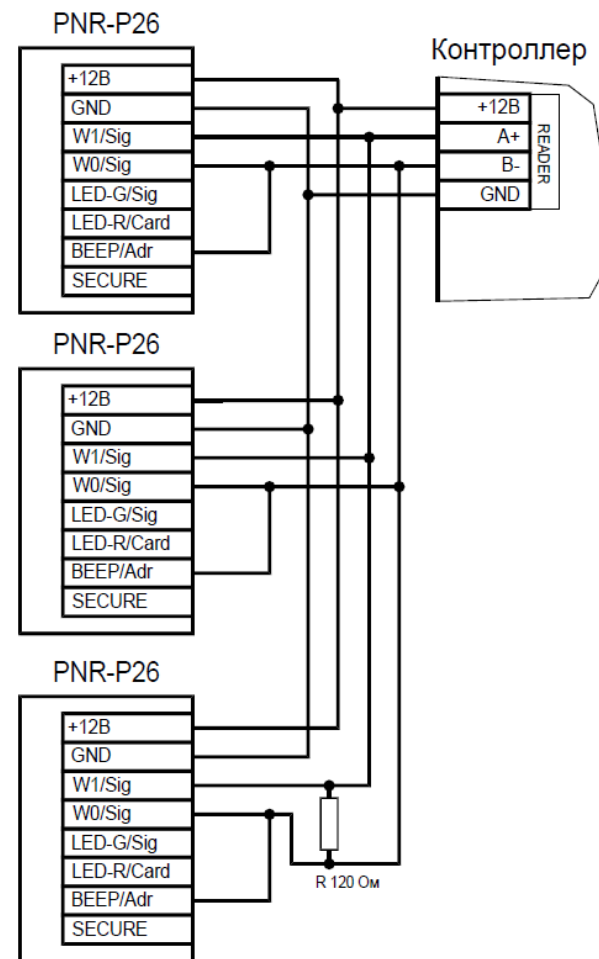 PNR-P26
+12В
GND
W1/Sig
W0/Sig
LED-G/Sig
LED-R/Card
BEEP/Adr
SECURE
Контроллер
+12В
A+
B-
GND
READER
PNR-P26
+12В
GND
W1/Sig
W0/Sig
LED-G/Sig
LED-R/Card
BEEP/Adr
SECURE
PNR-P26
+12В
GND
W1/Sig
W0/Sig
LED-G/Sig
LED-R/Card
BEEP/Adr
SECURE
R 120 Ом